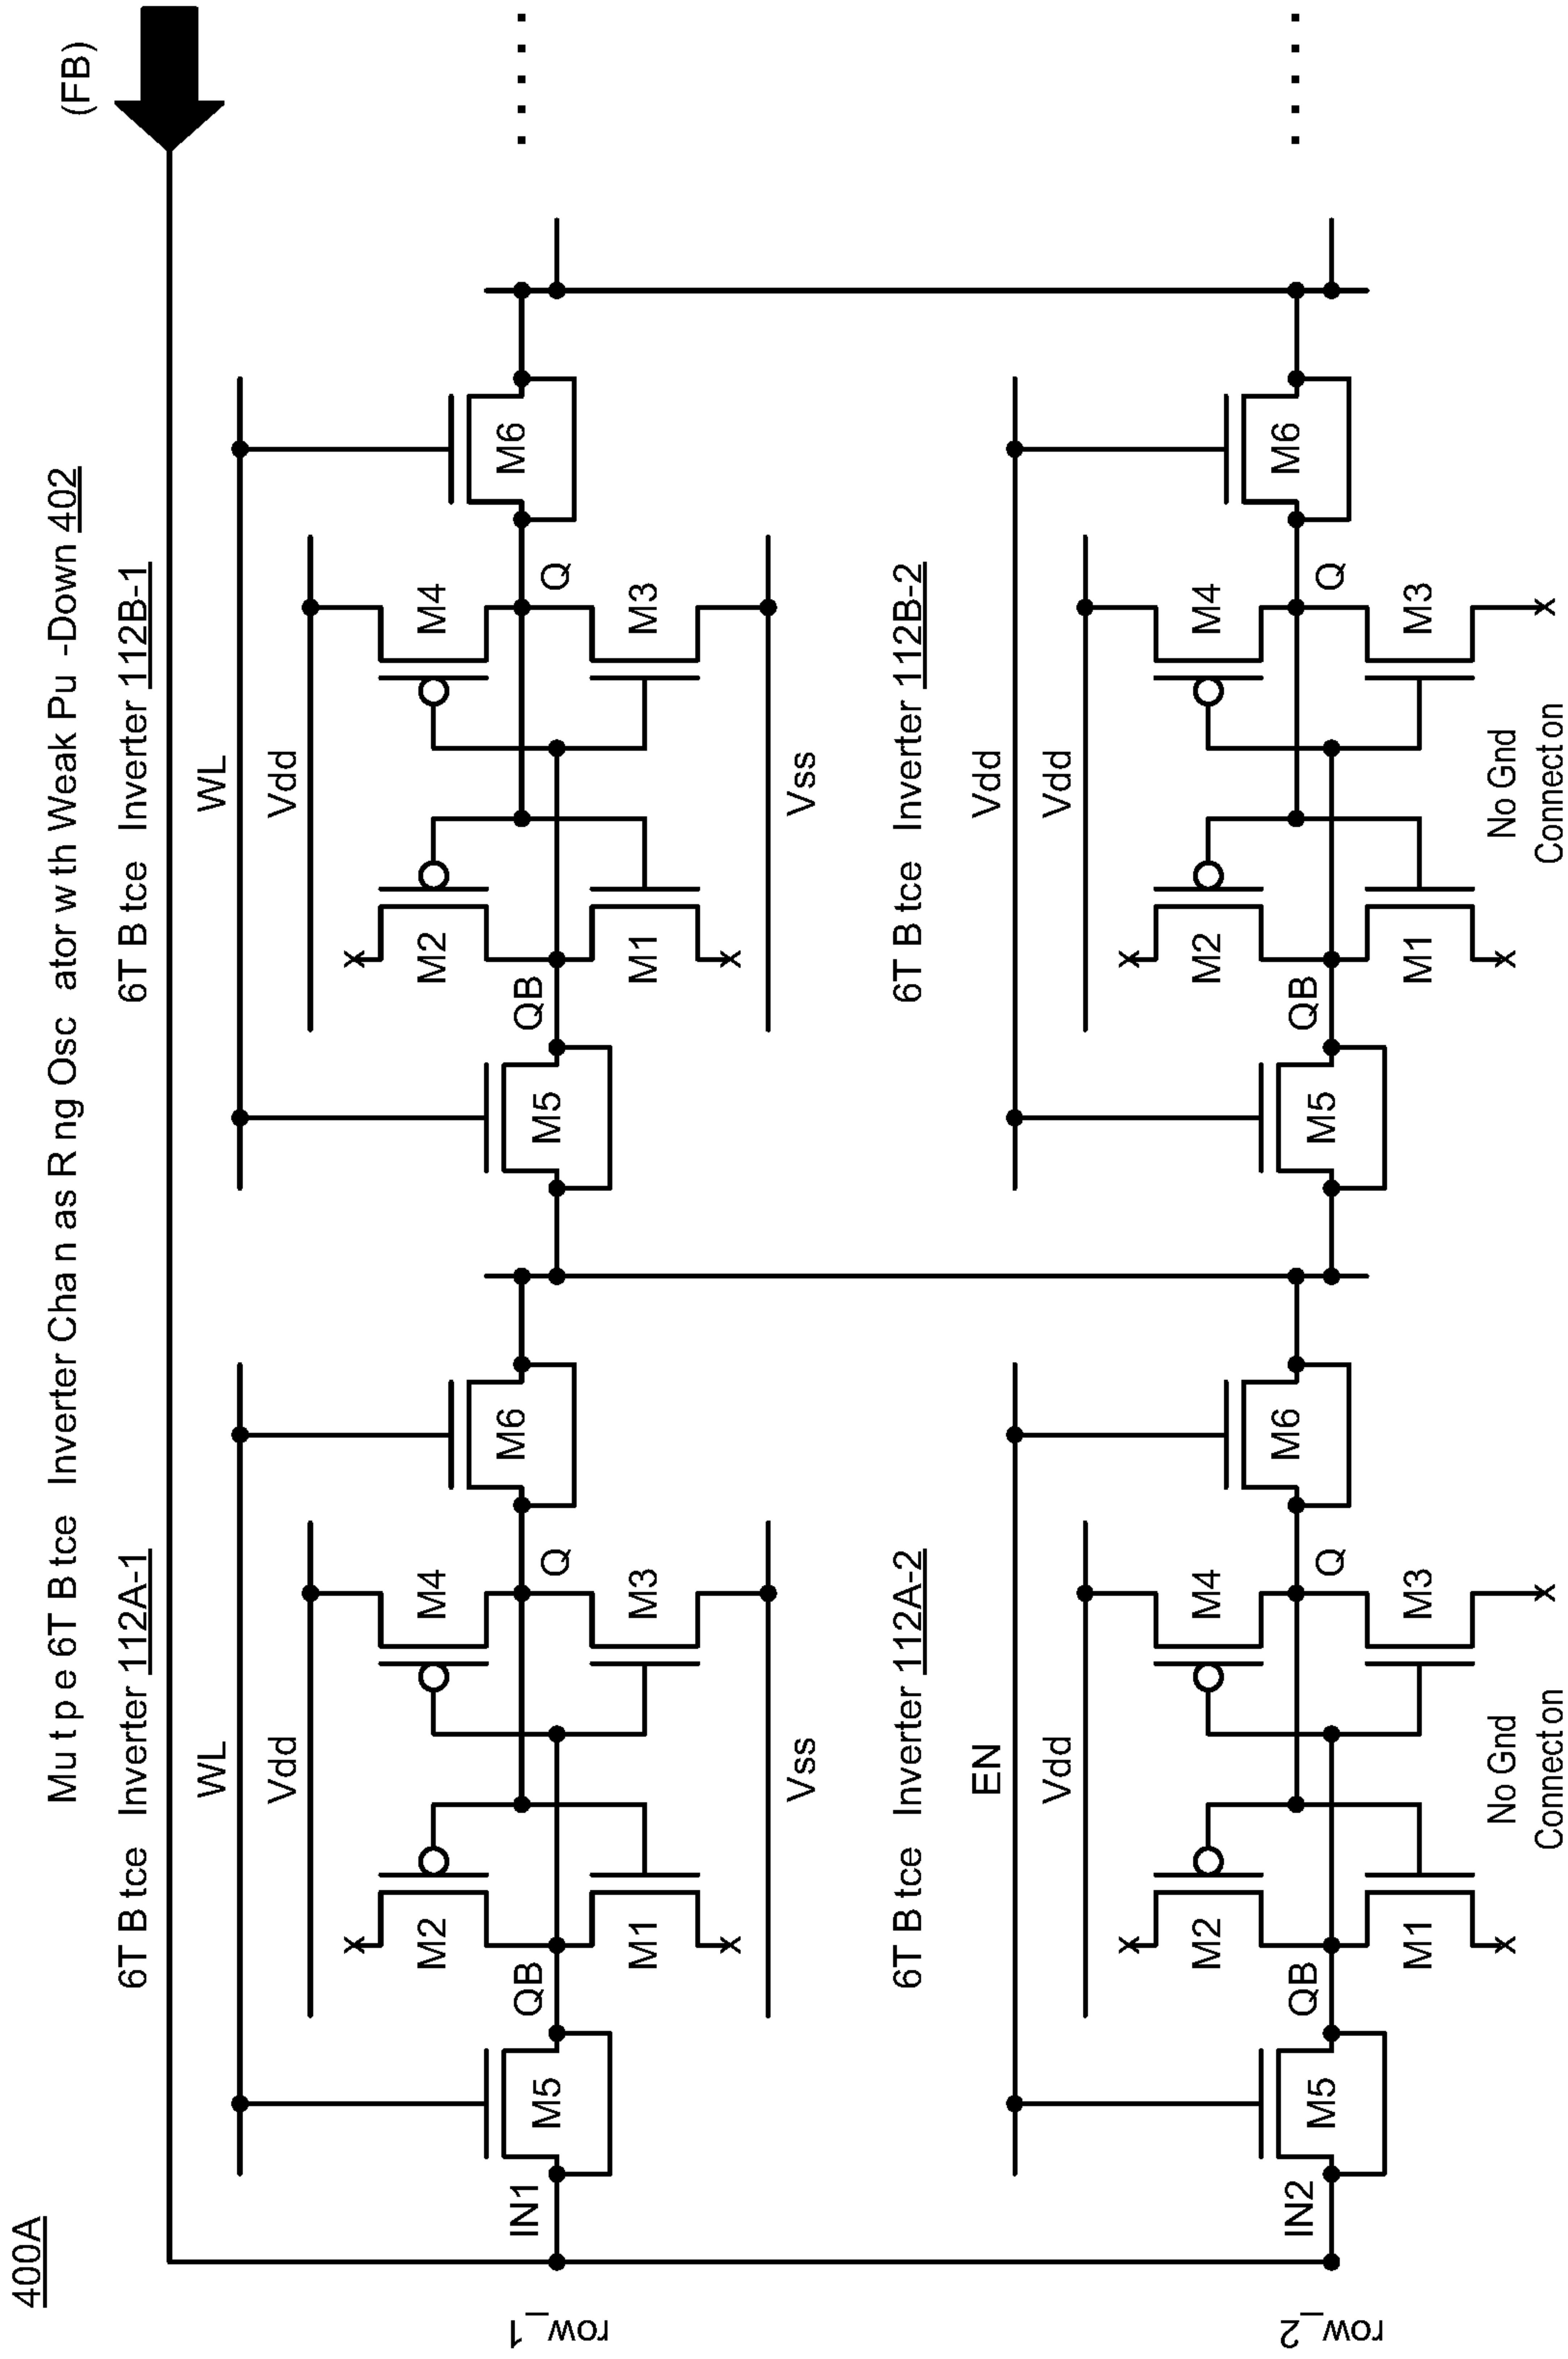 400A
Mu t p e 6T B tce Inverter Cha n as R ng Osc ator w th Weak Pu -Down 402
(FB)
6T B tce Inverter 112A-1
6T B tce Inverter 112B-1
WL
WL
Vdd
Vdd
M2
M4
M6
M2
M4
M6
row_1
IN1
M5
QB
Q
M5
QB
Q
M1
M3
M1
M3
Vss
Vss
6T B tce Inverter 112A-2
6T B tce Inverter 112B-2
EN
Vdd
Vdd
Vdd
M2
M4
M6
M2
M4
M6
row_2
IN2
M5
QB
Q
M5
QB
Q
M1
M3
M1
M3
No Gnd
Connect on
No Gnd
Connect on